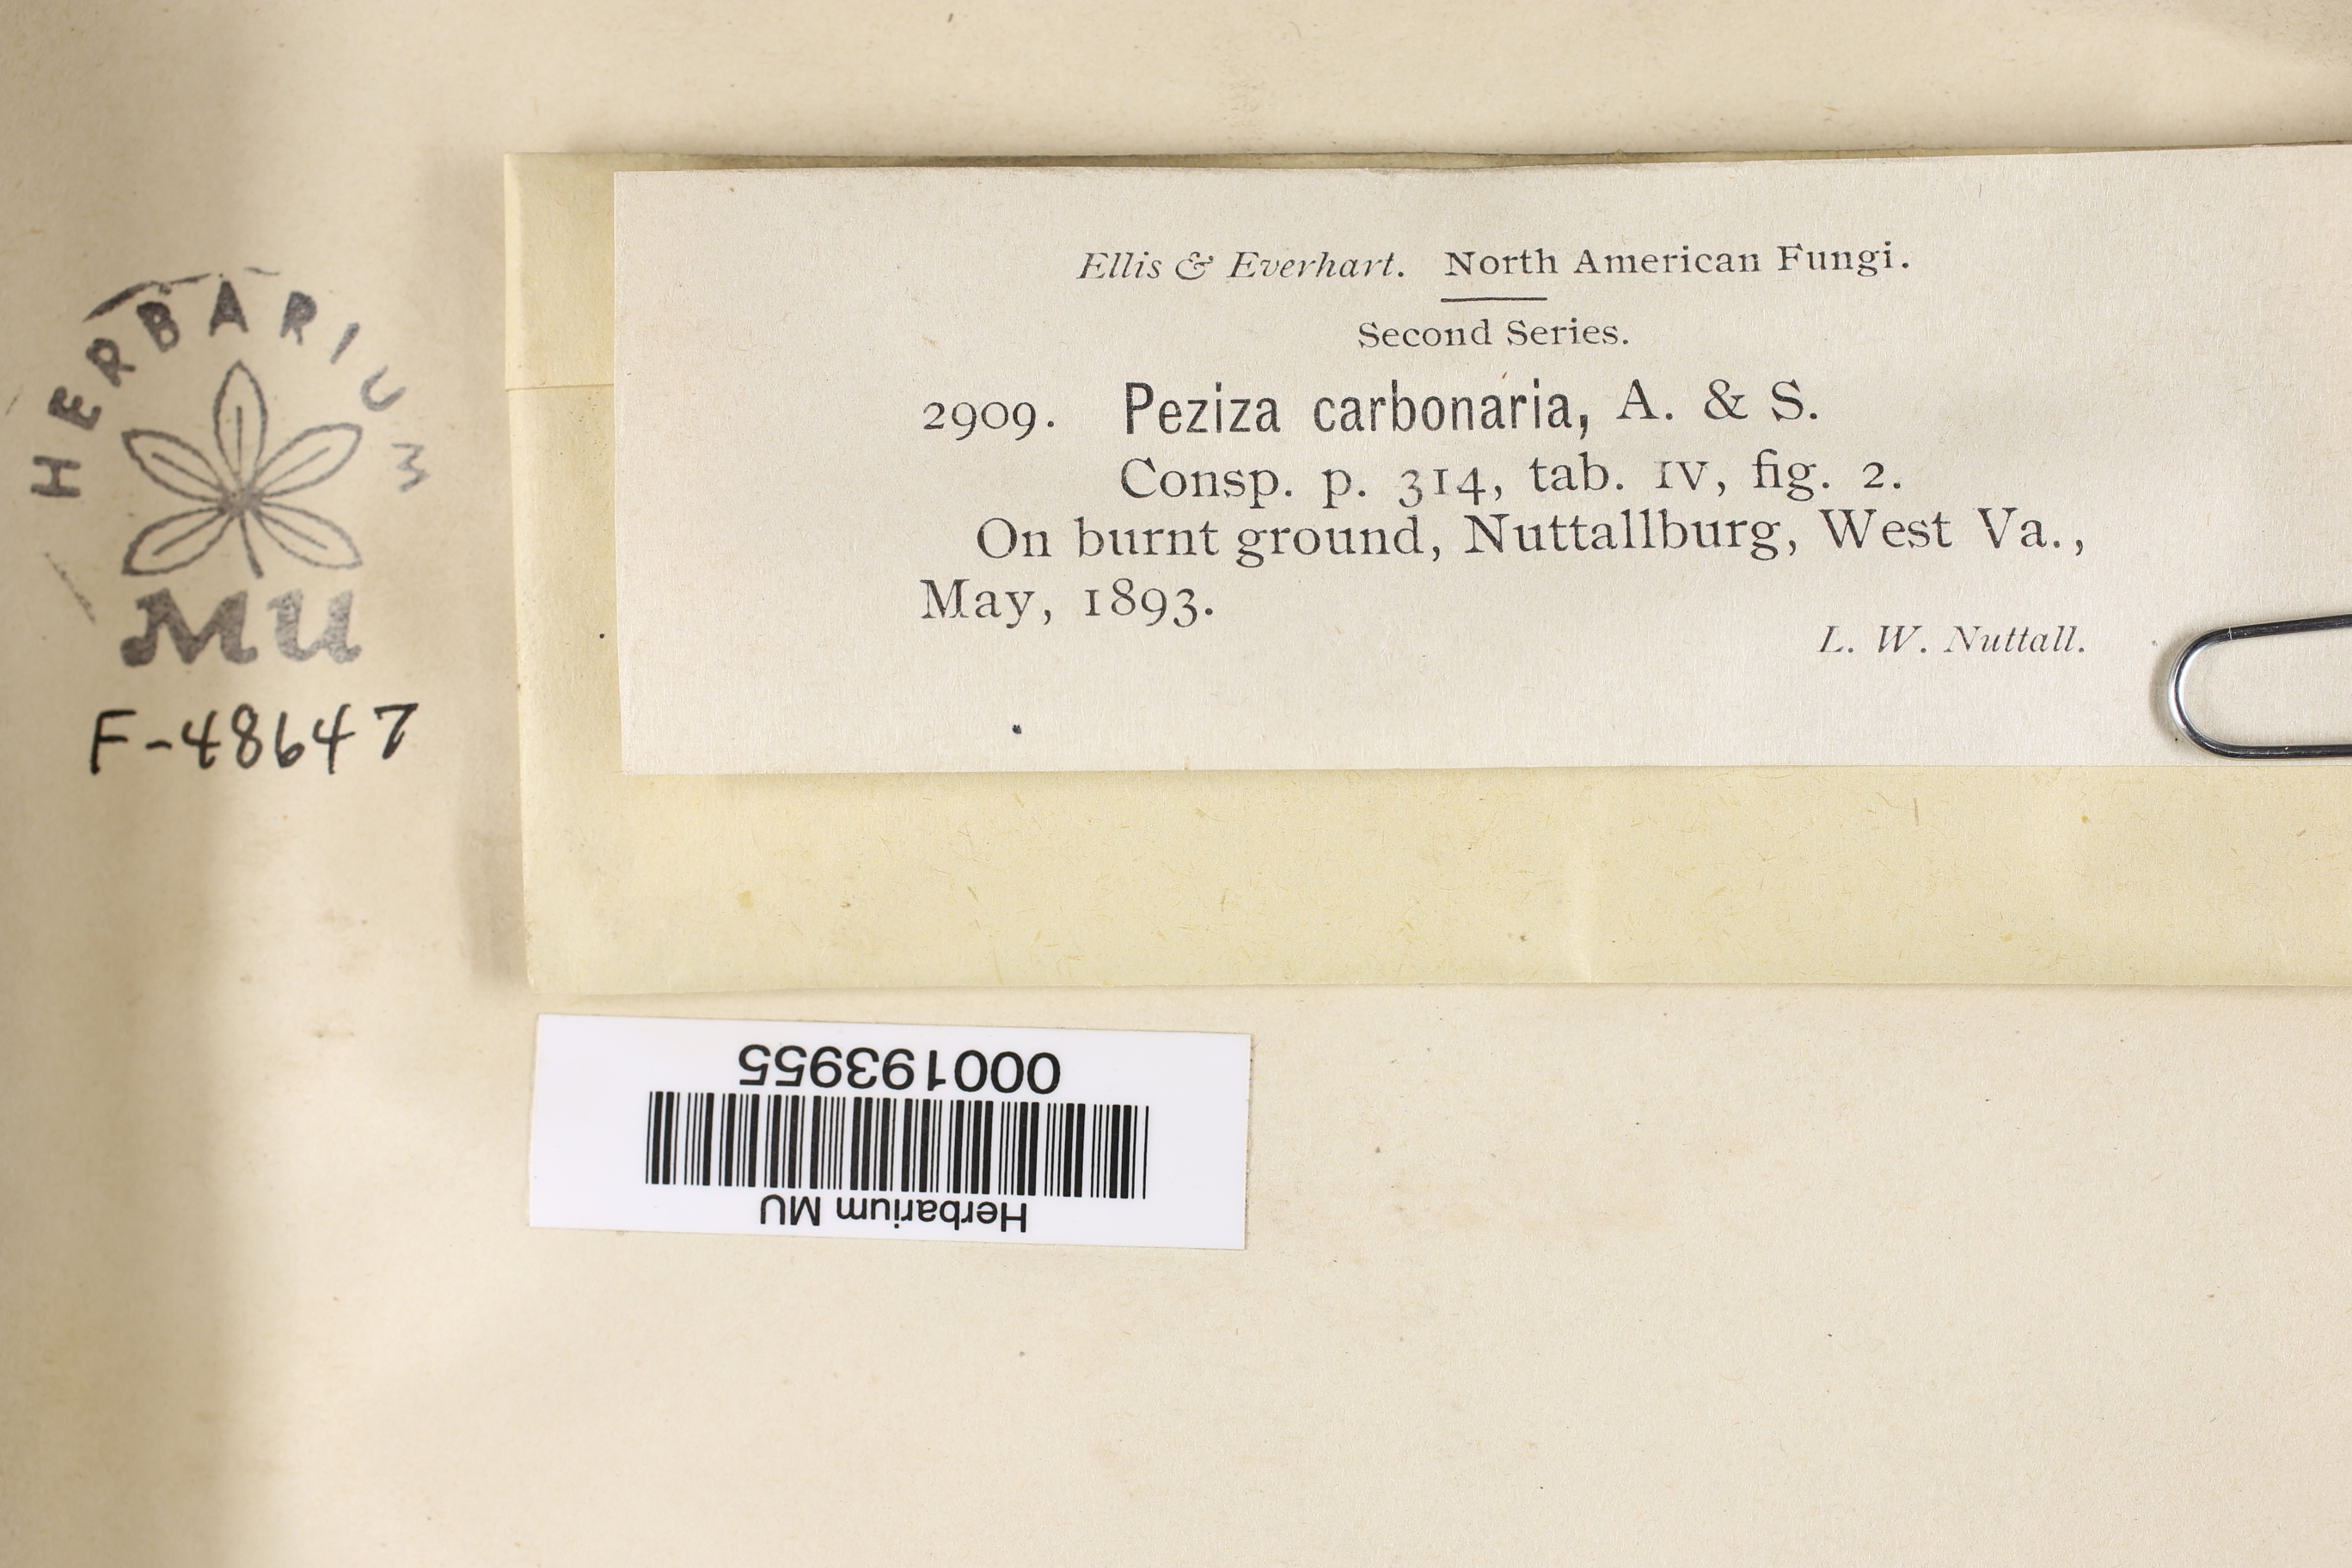 HERBARIUM
MU
F-48647
Ellis & Everhart. North American Fungi.
Second Series.
2909. Peziza carbonaria, A. & S.
Consp. p. 314, tab. IV, fig. 2.
On burnt ground, Nuttallburg, West Va.,
May, 1893.
L. W. Nuttall.
Herbarium MU
000193955